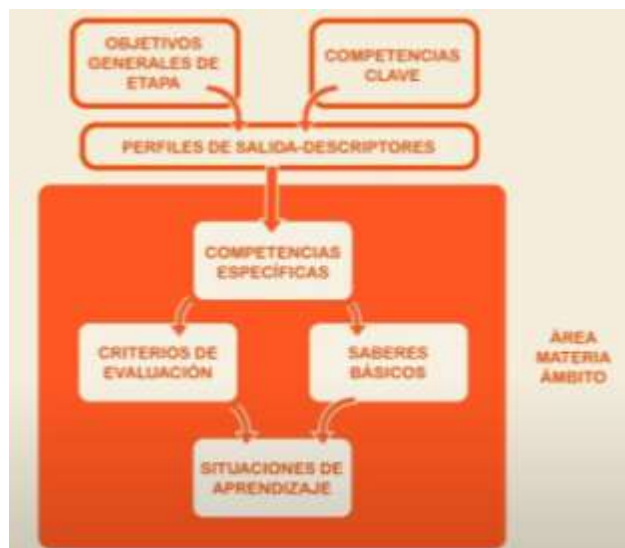 OBJETIVOS
GENERALES DE
ETAPA
COMPETENCIAS
CLAVE
PERFILES DE SALIDA-DESCRIPTORES
COMPETENCIAS
ESPECÍFICAS
CRITERIOS DE
EVALUACIÓN
SABERES
BÁSICOS
ÁREA
MATERIA
ÁMBITO
SITUACIONES DE
APRENDIZAJE